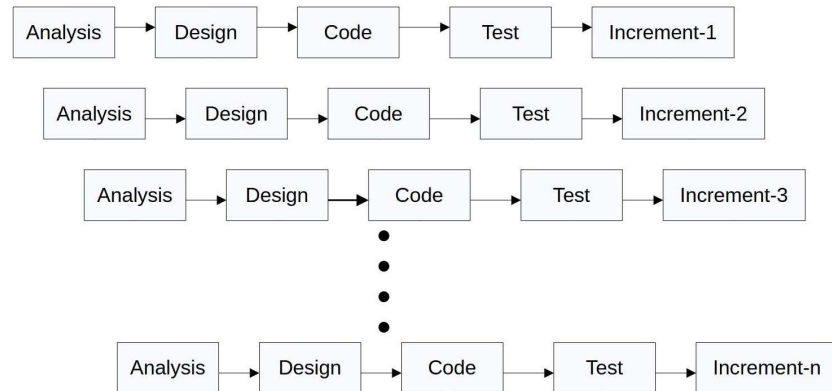 Analysis Design Code Test Increment-1
Analysis Design Code Test Increment-2
Analysis Design Code Test Increment-3
Analysis Design Code Test Increment-n